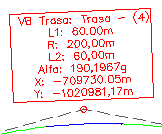 VB Trasa: Trasa - (4)
L1: 60.00m
R: 200,00m
L2: 60,00m
Alfa: 190,1967g
X: -709730.05m
Y: -1020981,17m